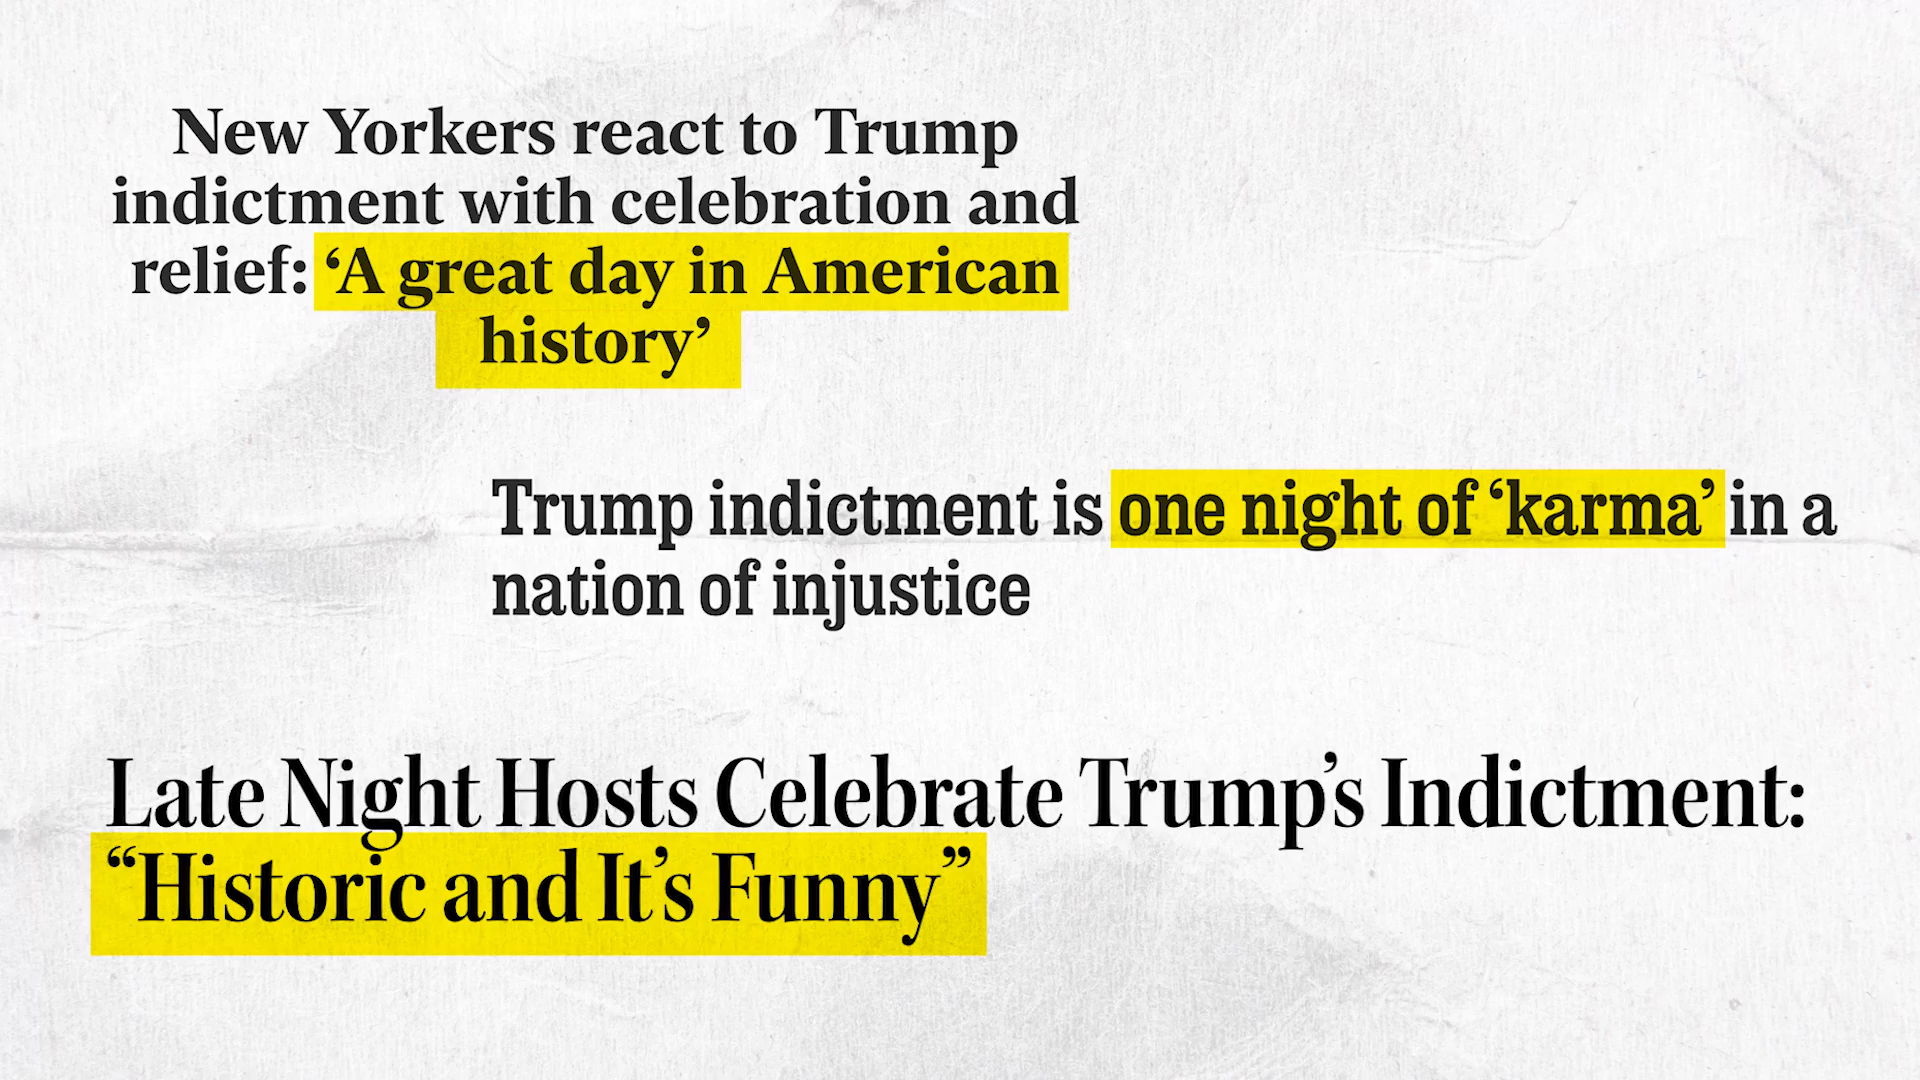 New Yorkers react to Trump
indictment with celebration and
relief: ‘A great day in American
history’
Trump indictment is one night of ‘karma’ in a
nation of injustice
Late Night Hosts Celebrate Trump’s Indictment:
“Historic and It’s Funny”